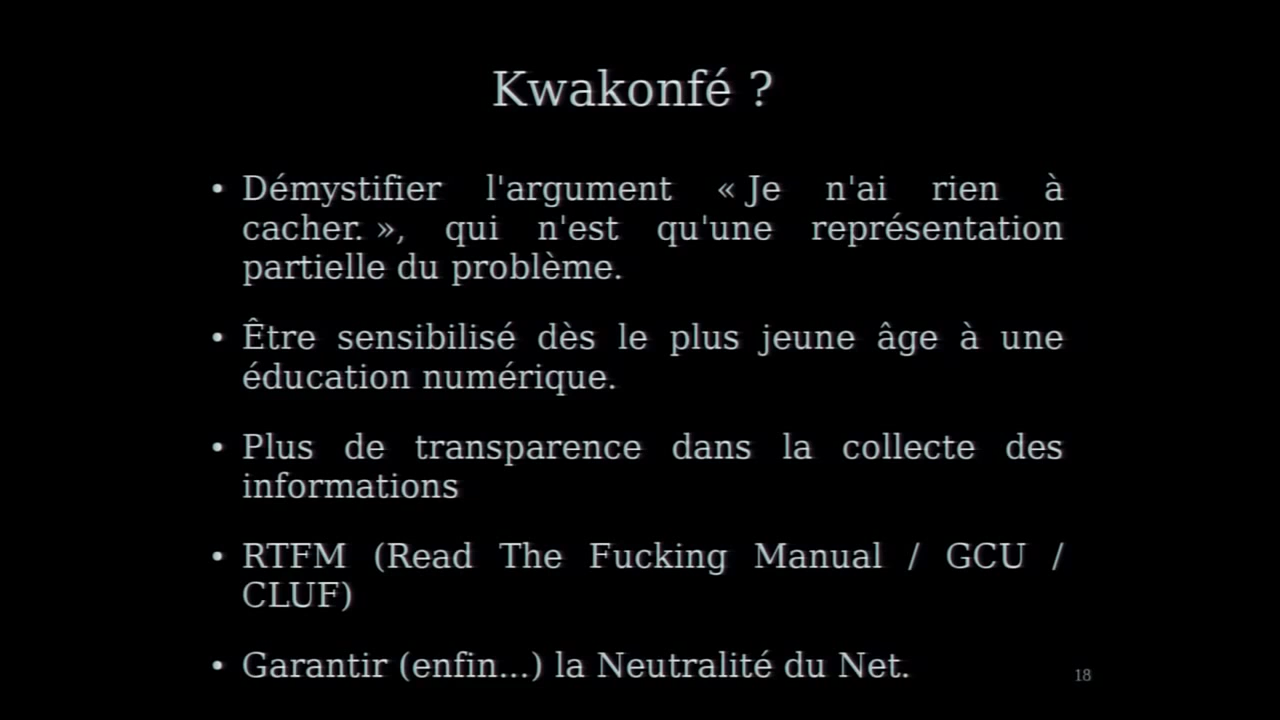 Kwakonfé ?
• Démystifier l'argument « Je n'ai rien à
cacher. », qui n'est qu'une représentation
partielle du problème.
• Être sensibilisé dès le plus jeune âge à une
éducation numérique.
• Plus de transparence dans la collecte des
informations
• RTFM (Read The Fucking Manual / GCU /
CLUF)
• Garantir (enfin...) la Neutralité du Net.
18